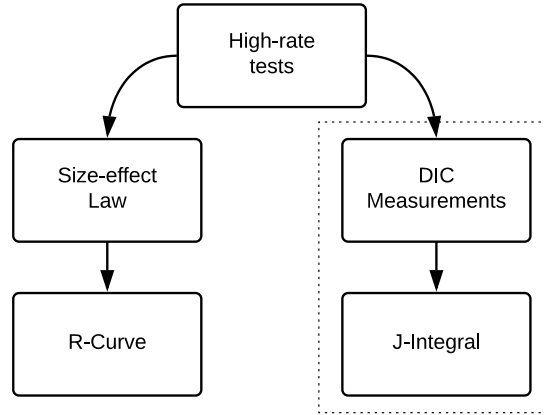 High-rate
tests
Size-effect
Law
DIC
Measurements
R-Curve
J-Integral